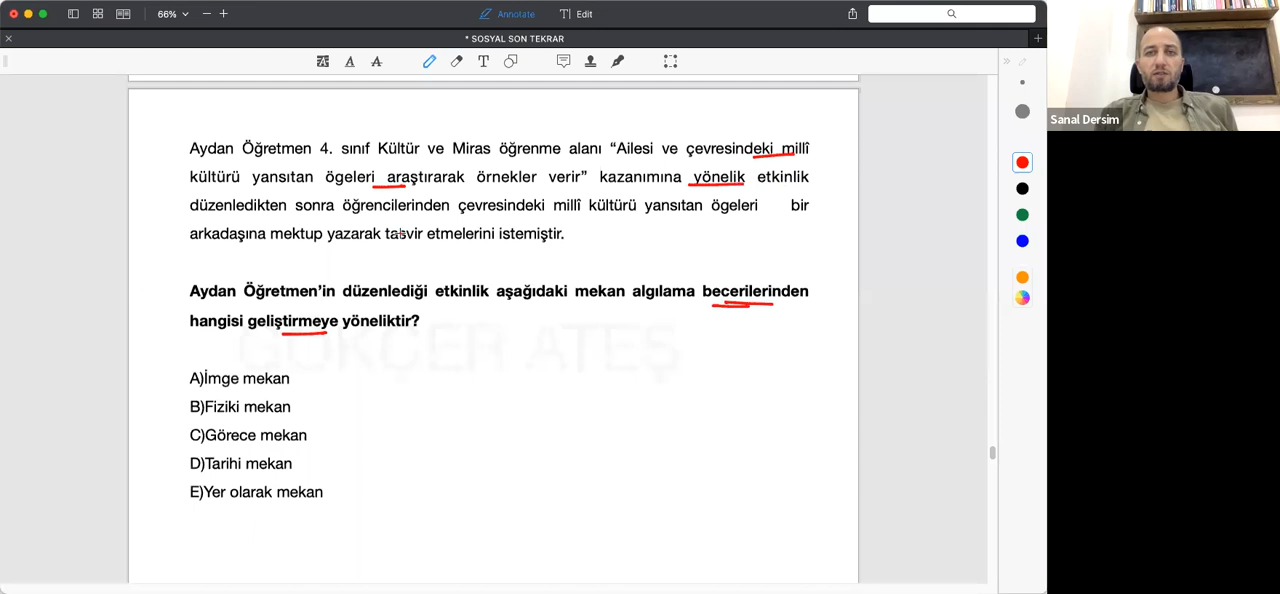 66%
Annotate
Edit
* SOSYAL SON TEKRAR
Aydan Öğretmen 4. sınıf Kültür ve Miras öğrenme alanı “Ailesi ve çevresindeki millî
kültürü yansıtan ögeleri araştırarak örnekler verir” kazanımına yönelik etkinlik
düzenledikten sonra öğrencilerinden çevresindeki millî kültürü yansıtan ögeleri bir
arkadaşına mektup yazarak tasvir etmelerini istemiştir.
Aydan Öğretmen’in düzenlediği etkinlik aşağıdaki mekan algılama becerilerinden
hangisi geliştirmeye yöneliktir?
GÖKÇER ATEŞ
A)İmge mekan
B)Fiziki mekan
C)Görece mekan
D)Tarihi mekan
E)Yer olarak mekan
Sanal Dersim